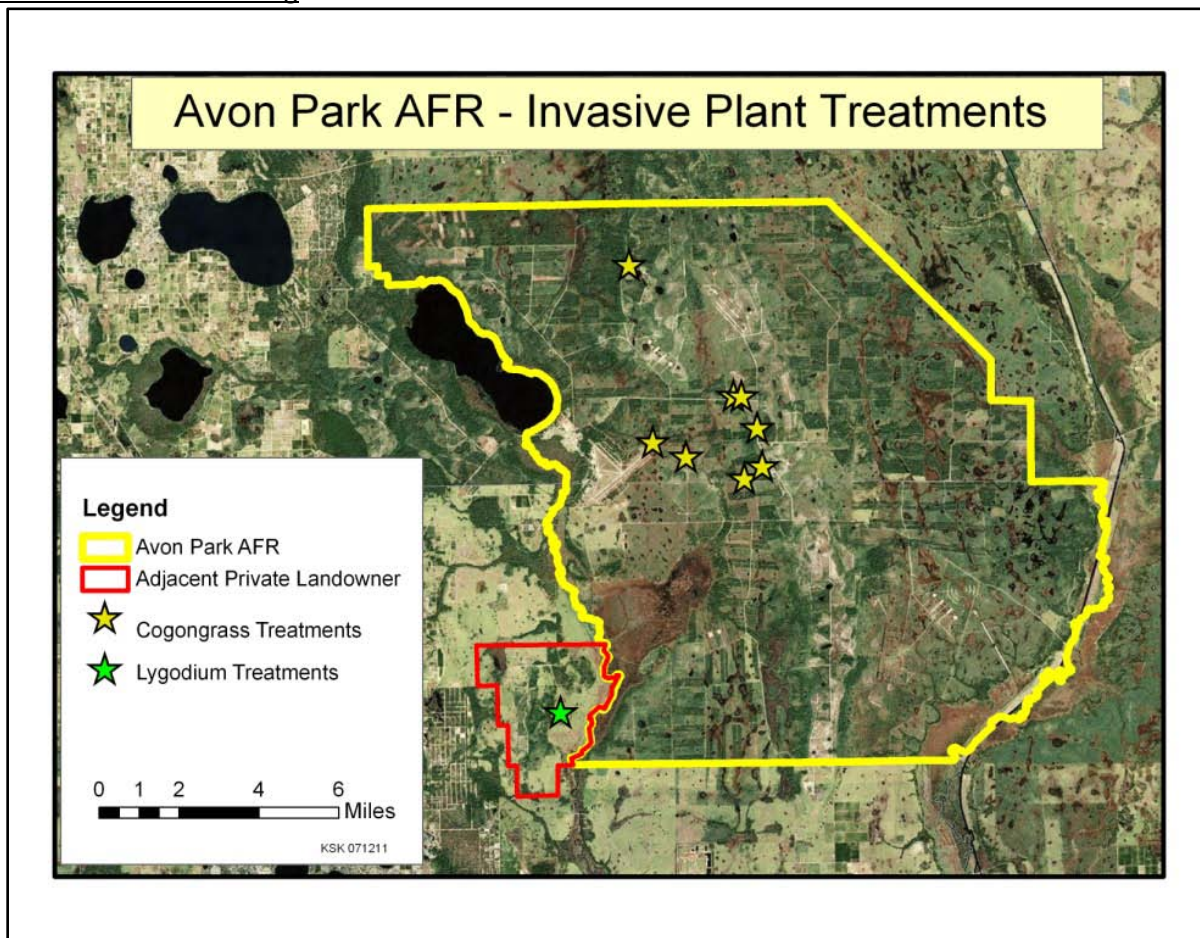 Avon Park AFR - Invasive Plant Treatments
Legend
Avon Park AFR
Adjacent Private Landowner
Cogongrass Treatments
Lygodium Treatments
0 1 2 4 6
Miles
KSK 071211